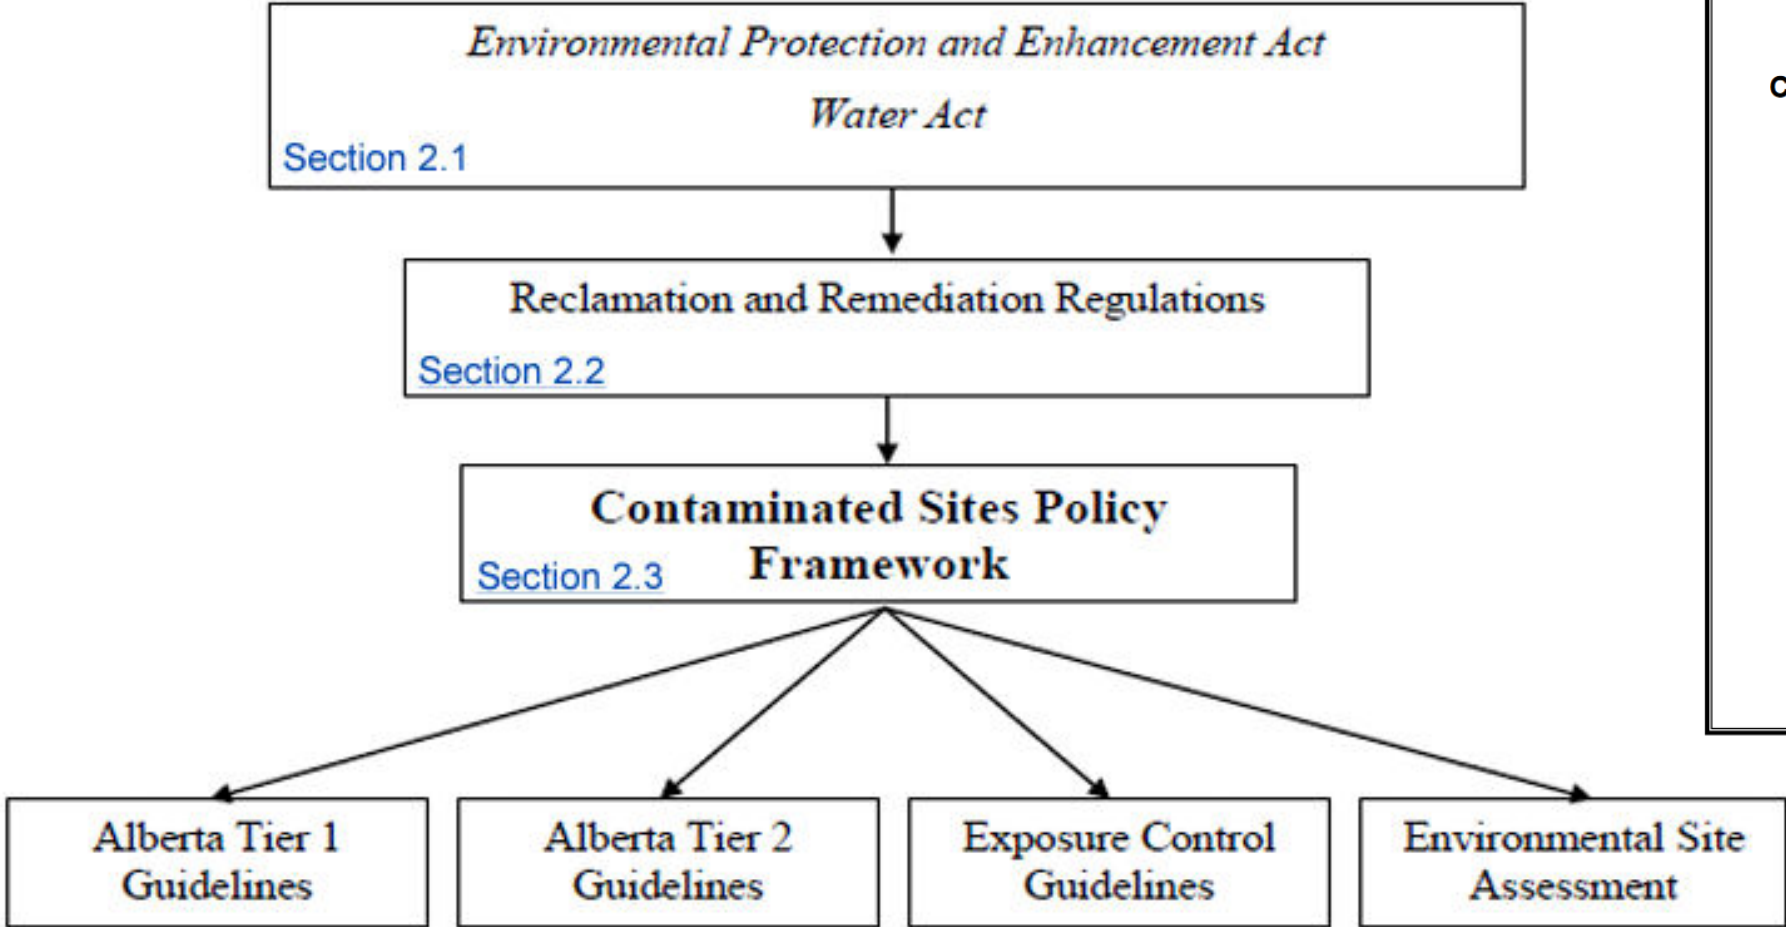 Environmental Protection and Enhancement Act
Water Act
Section 2.1
Reclamation and Remediation Regulations
Section 2.2
Contaminated Sites Policy
Framework
Section 2.3
Alberta Tier 1
Guidelines
Alberta Tier 2
Guidelines
Exposure Control
Guidelines
Environmental Site
Assessment